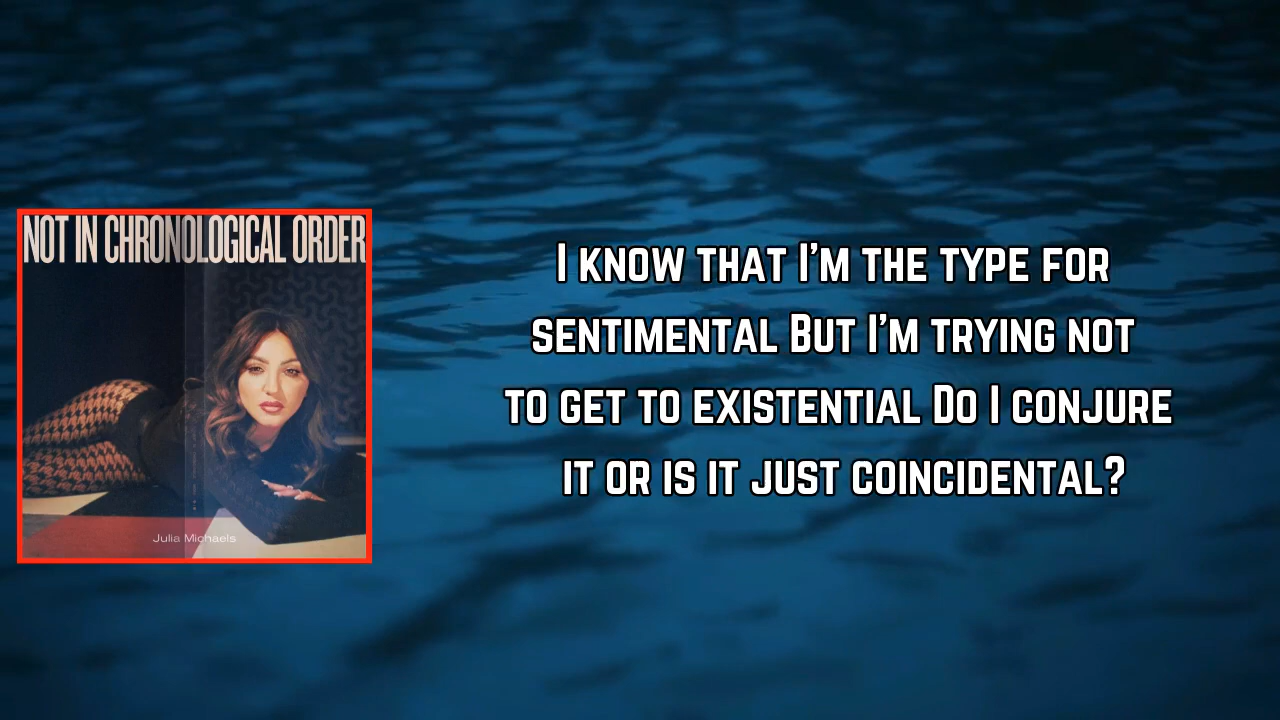 NOT IN CHRONOLOGICAL ORDER
Julia Michaels
I KNOW THAT I'M THE TYPE FOR
SENTIMENTAL BUT I'M TRYING NOT
TO GET TO EXISTENTIAL DO I CONJURE
IT OR IS IT JUST COINCIDENTAL?